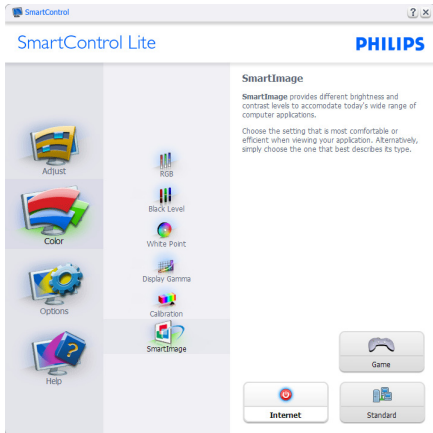 SmartControl
SmartControl Lite
PHILIPS
Adjust
Color
Options
Help
RGB
Black Level
White Point
Display Gamma
Calibration
SmartImage
SmartImage
SmartImage provides different brightness and
contrast levels to accomodate today's wide range of
computer applications.
Choose the setting that is most comfortable or
efficient when viewing your application. Alternatively,
simply choose the one that best describes its type.
Game
Internet
Standard